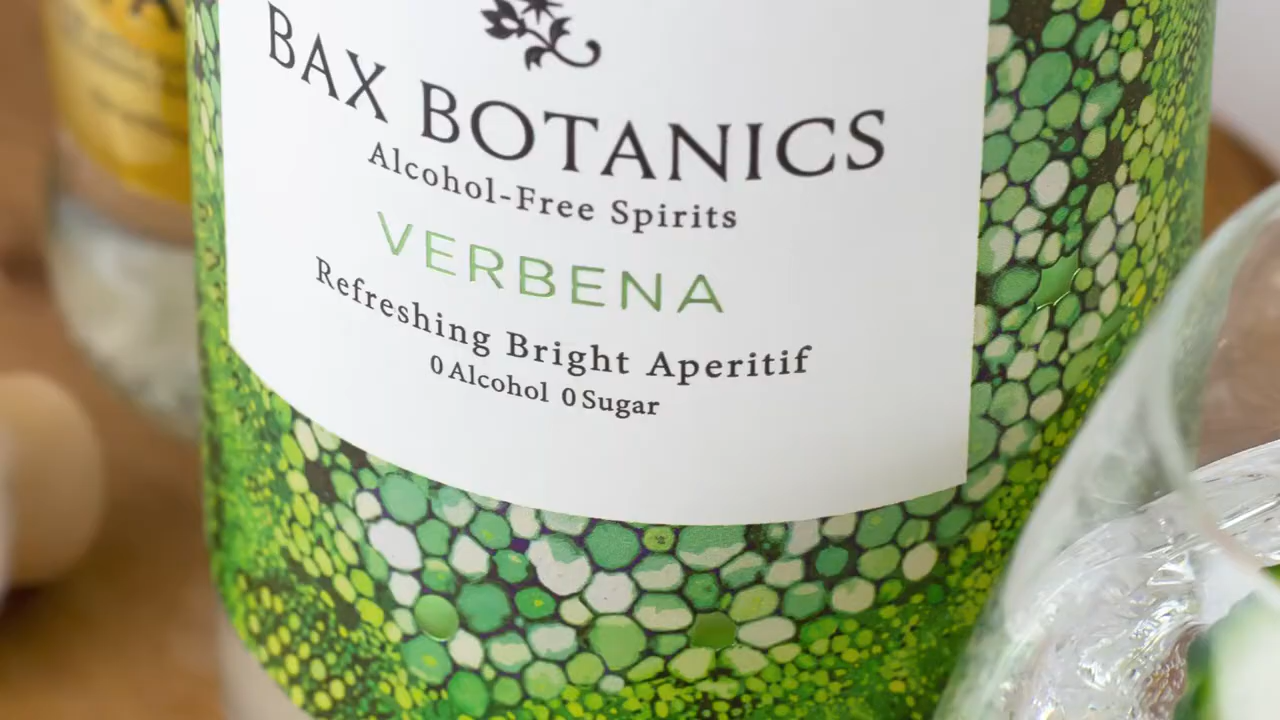 BAX BOTANICS
Alcohol-Free Spirits
VERBENA
Refreshing Bright Aperitif
0 Alcohol 0 Sugar